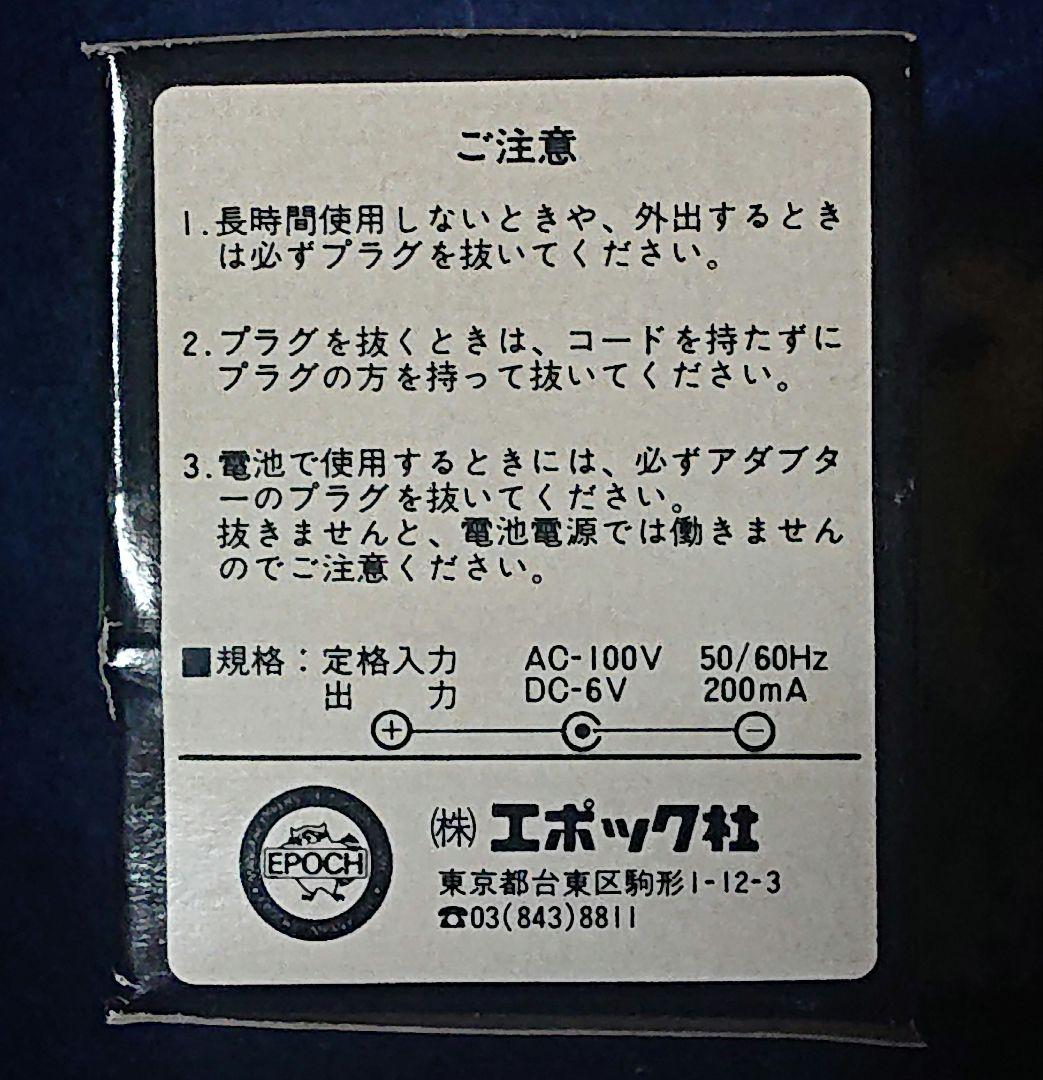 ご注意
1.長時間使用しないときや、外出するとき
は必ずプラグを抜いてください。
2.プラグを抜くときは、コードを持たずに
プラグの方を持って抜いてください。
3.電池で使用するときには、必ずアダプタ
ーのプラグを抜いてください。
抜きませんと、電池電源では働きません
のでご注意ください。
■規格：定格入力 AC-100V 50/60Hz
出力 DC-6V 200mA
⊕ ⊖
EPOCH
㈱エポック社
東京都台東区駒形1-12-3
☎03(843)8811